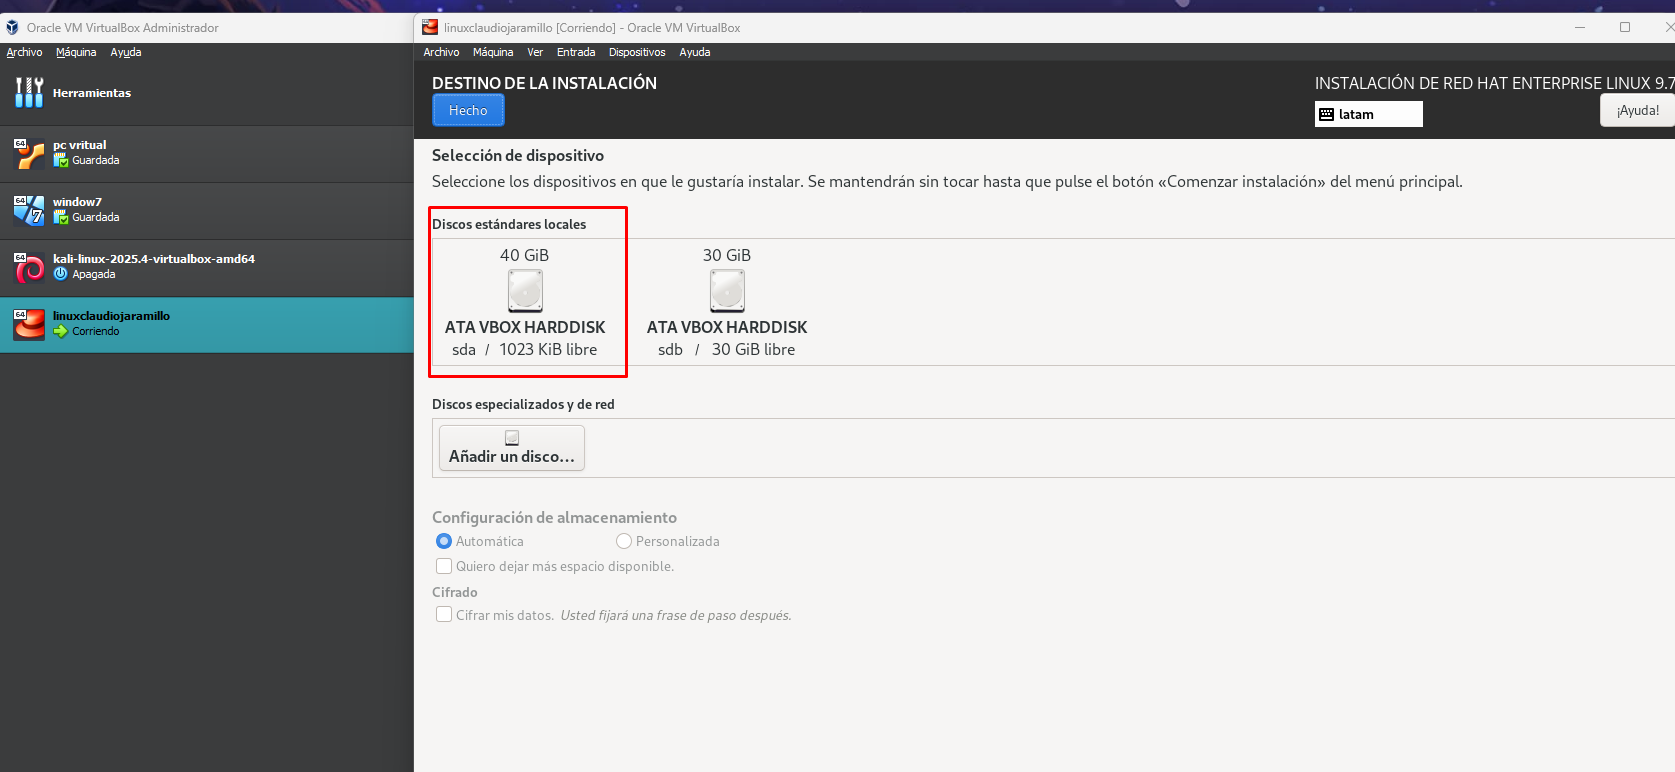 Oracle VM VirtualBox Administrador
Archivo Máquina Ayuda
Herramientas
64
pc vritual
Guardada
64
7
window7
Guardada
64
kali-linux-2025.4-virtualbox-amd64
Apagada
64
linuxclaudiojaramillo
Corriendo
linuxclaudiojaramillo [Corriendo] - Oracle VM VirtualBox
Archivo Máquina Ver Entrada Dispositivos Ayuda
DESTINO DE LA INSTALACIÓN
Hecho
INSTALACIÓN DE RED HAT ENTERPRISE LINUX 9.7
latam
¡Ayuda!
Selección de dispositivo
Seleccione los dispositivos en que le gustaría instalar. Se mantendrán sin tocar hasta que pulse el botón «Comenzar instalación» del menú principal.
Discos estándares locales
40 GiB
ATA VBOX HARDDISK
sda / 1023 KiB libre
30 GiB
ATA VBOX HARDDISK
sdb / 30 GiB libre
Discos especializados y de red
Añadir un disco...
Configuración de almacenamiento
Automática Personalizada
Quiero dejar más espacio disponible.
Cifrado
Cifrar mis datos. Usted fijará una frase de paso después.